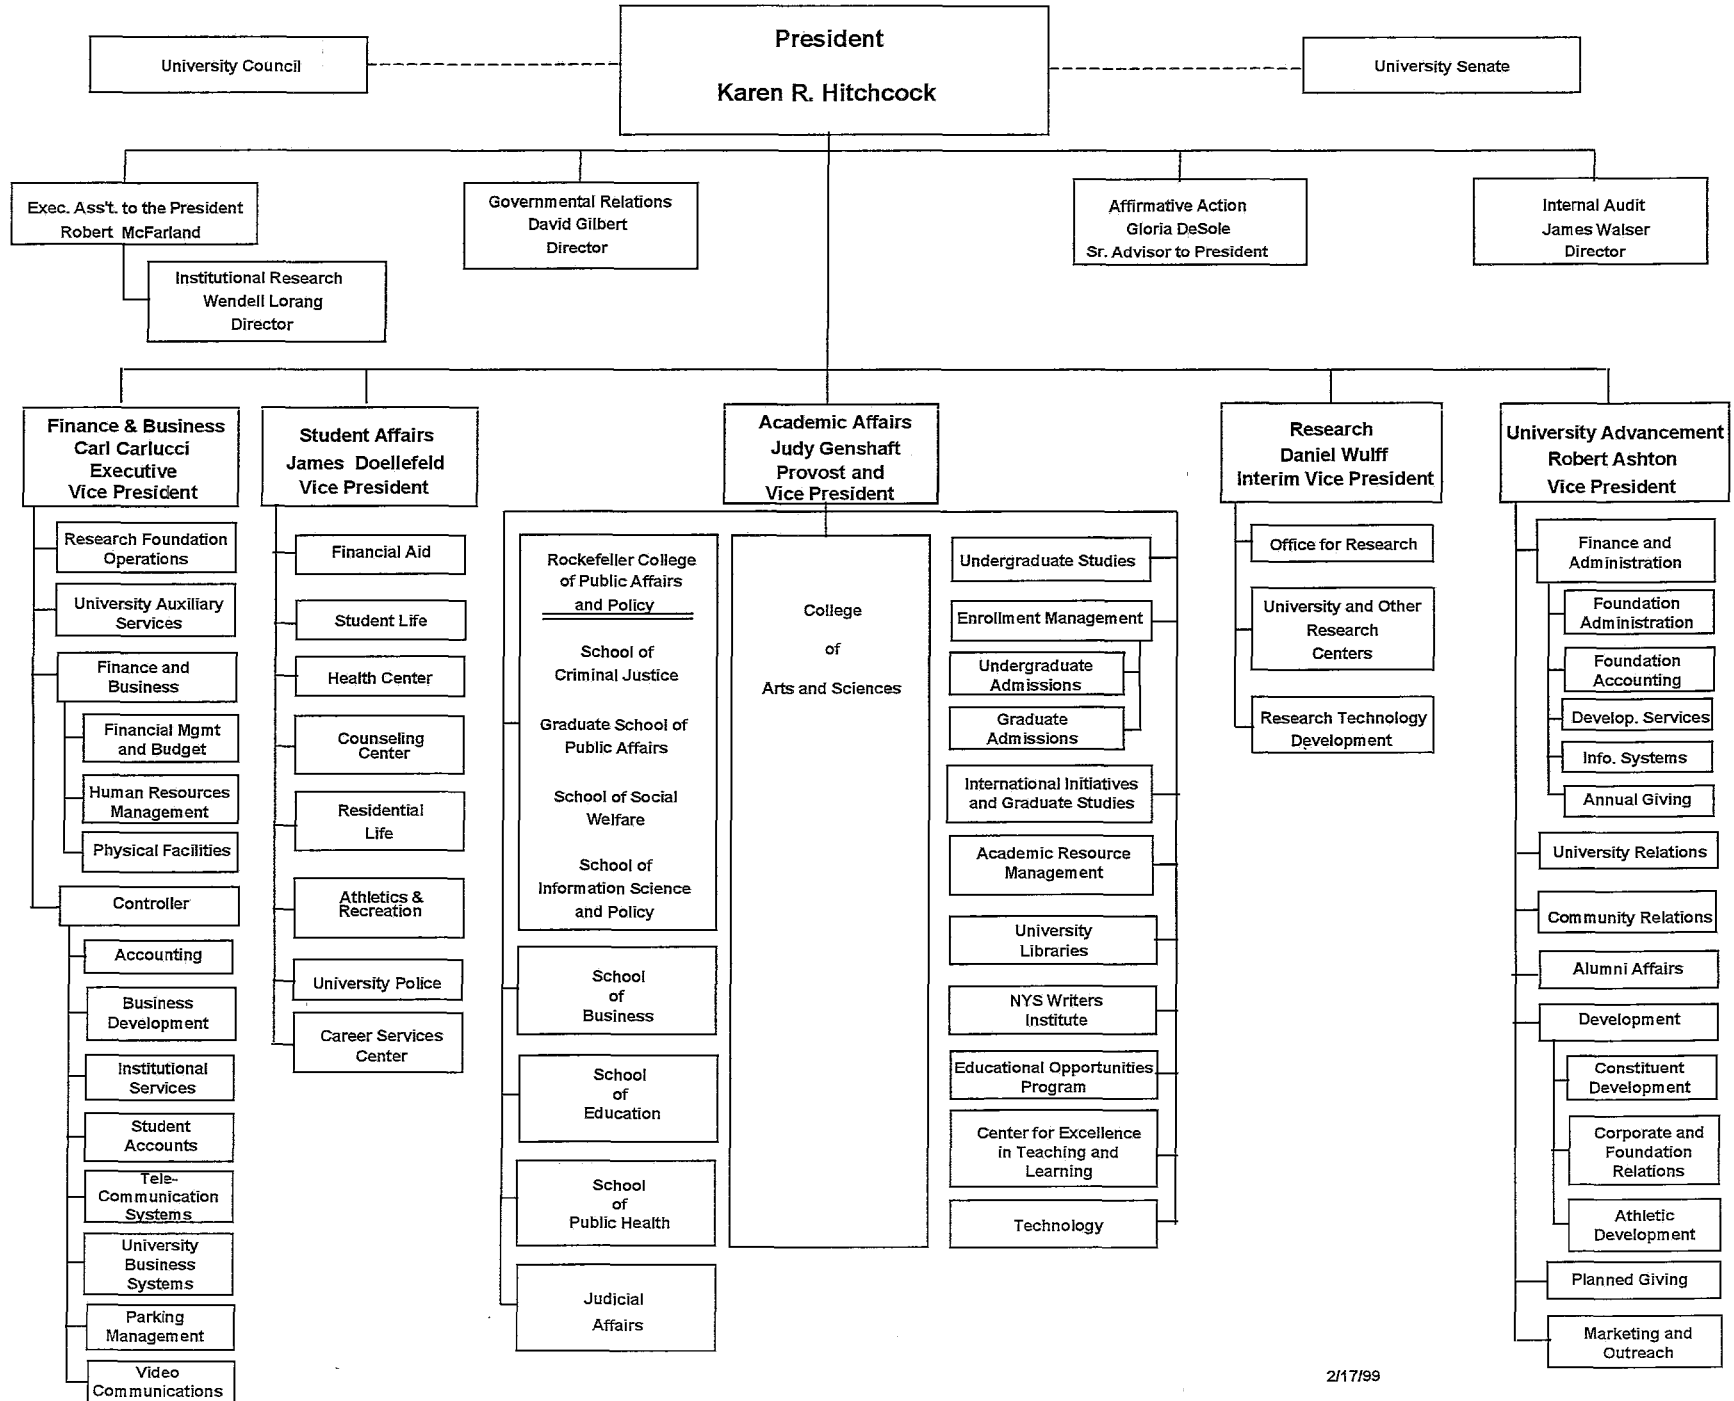 President
Karen R. Hitchcock
University Council
University Senate
Exec. Ass't. to the President
Robert McFarland
Institutional Research
Wendell Lorang
Director
Governmental Relations
David Gilbert
Director
Affirmative Action
Gloria DeSole
Sr. Advisor to President
Internal Audit
James Walser
Director
Finance & Business
Carl Carlucci
Executive
Vice President
Research Foundation
Operations
University Auxiliary
Services
Finance and
Business
Financial Mgmt
and Budget
Human Resources
Management
Physical Facilities
Controller
Accounting
Business
Development
Institutional
Services
Student
Accounts
Tele-
Communication
Systems
University
Business
Systems
Parking
Management
Video
Communications
Student Affairs
James Doellefeld
Vice President
Financial Aid
Student Life
Health Center
Counseling
Center
Residential
Life
Athletics &
Recreation
University Police
Career Services
Center
Academic Affairs
Judy Genshaft
Provost and
Vice President
Rockefeller College
of Public Affairs
and Policy
School of
Criminal Justice
Graduate School of
Public Affairs
School of Social
Welfare
School of
Information Science
and Policy
School
of
Business
School
of
Education
School
of
Public Health
Judicial
Affairs
College
of
Arts and Sciences
Undergraduate Studies
Enrollment Management
Undergraduate
Admissions
Graduate
Admissions
International Initiatives
and Graduate Studies
Academic Resource
Management
University
Libraries
NYS Writers
Institute
Educational Opportunities
Program
Center for Excellence
in Teaching and
Learning
Technology
Research
Daniel Wulff
Interim Vice President
Office for Research
University and Other
Research
Centers
Research Technology
Development
University Advancement
Robert Ashton
Vice President
Finance and
Administration
Foundation
Administration
Foundation
Accounting
Develop. Services
Info. Systems
Annual Giving
University Relations
Community Relations
Alumni Affairs
Development
Constituent
Development
Corporate and
Foundation
Relations
Athletic
Development
Planned Giving
Marketing and
Outreach
2/17/99